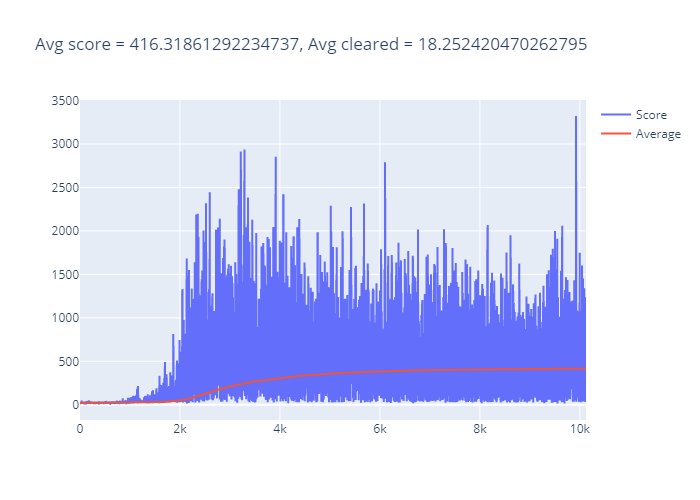 Avg score = 416.31861292234737, Avg cleared = 18.252420470262795
3500
3000
2500
2000
1500
1000
500
0
0
2k
4k
6k
8k
10k
Score
Average